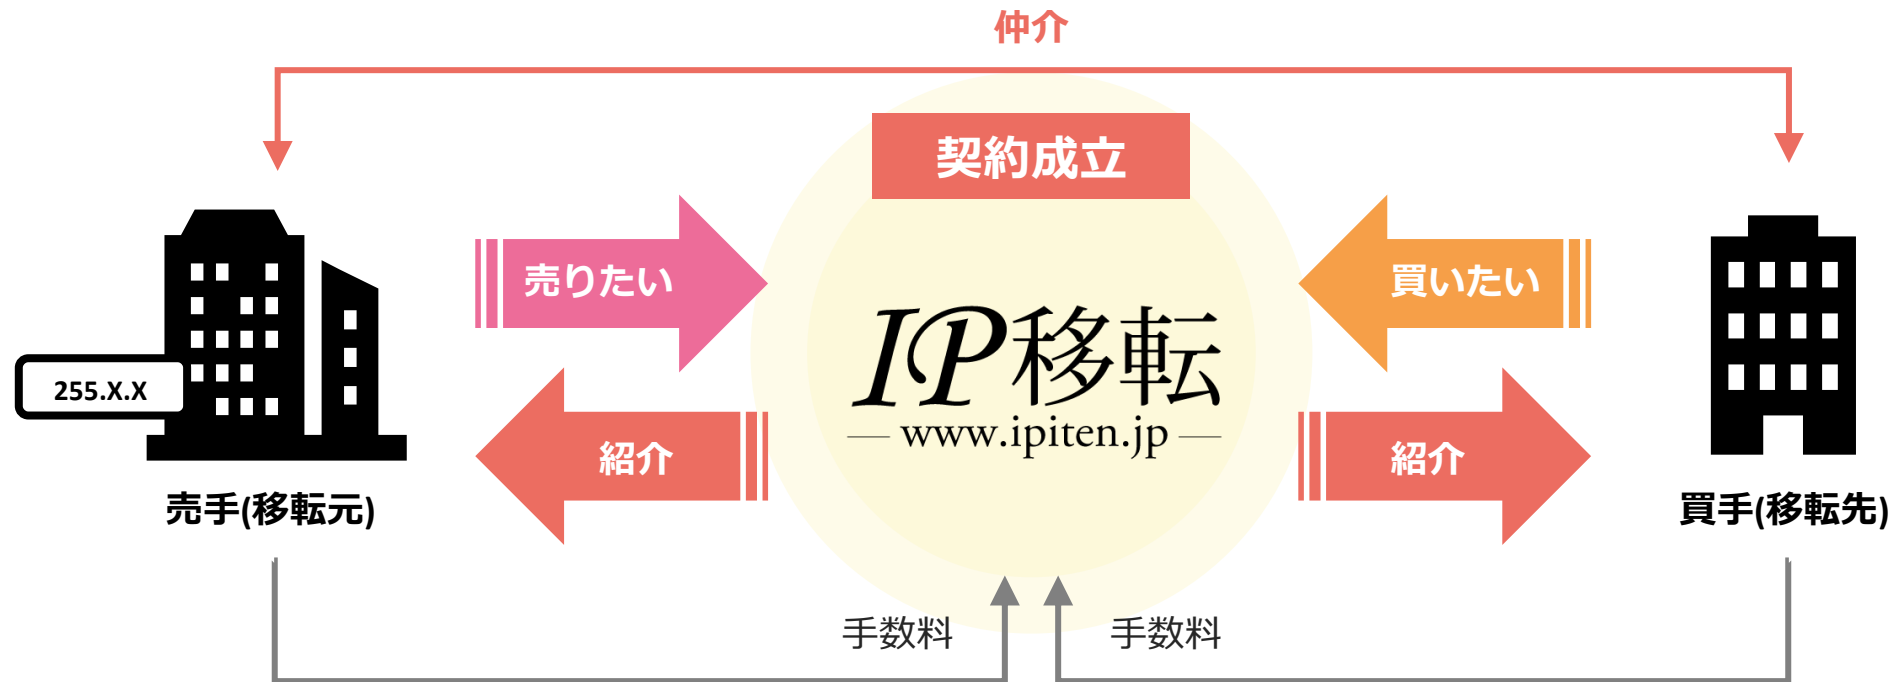 仲介
契約成立
売りたい
買いたい
IP移転
www.ipiten.jp
255.X.X
紹介
紹介
売手(移転元)
買手(移転先)
手数料
手数料